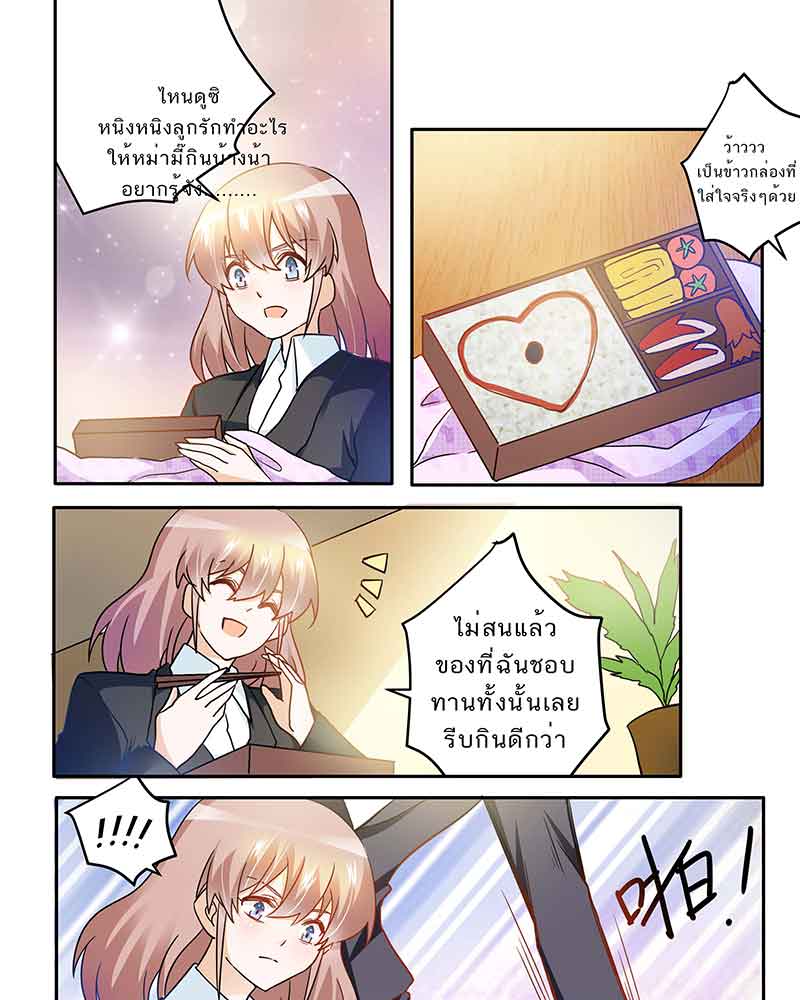 ไหนดูซิ
หนิงหนิงลูกรักทำอะไร
ให้หม่ามี๊กินบ้างน้า
อยากรู้จัง.........
ว้าววว
เป็นข้าวกล่องที่
ใส่ใจจริงๆด้วย
ไม่สนแล้ว
ของที่ฉันชอบ
ทานทั้งนั้นเลย
รีบกินดีกว่า
!!!!
啪!